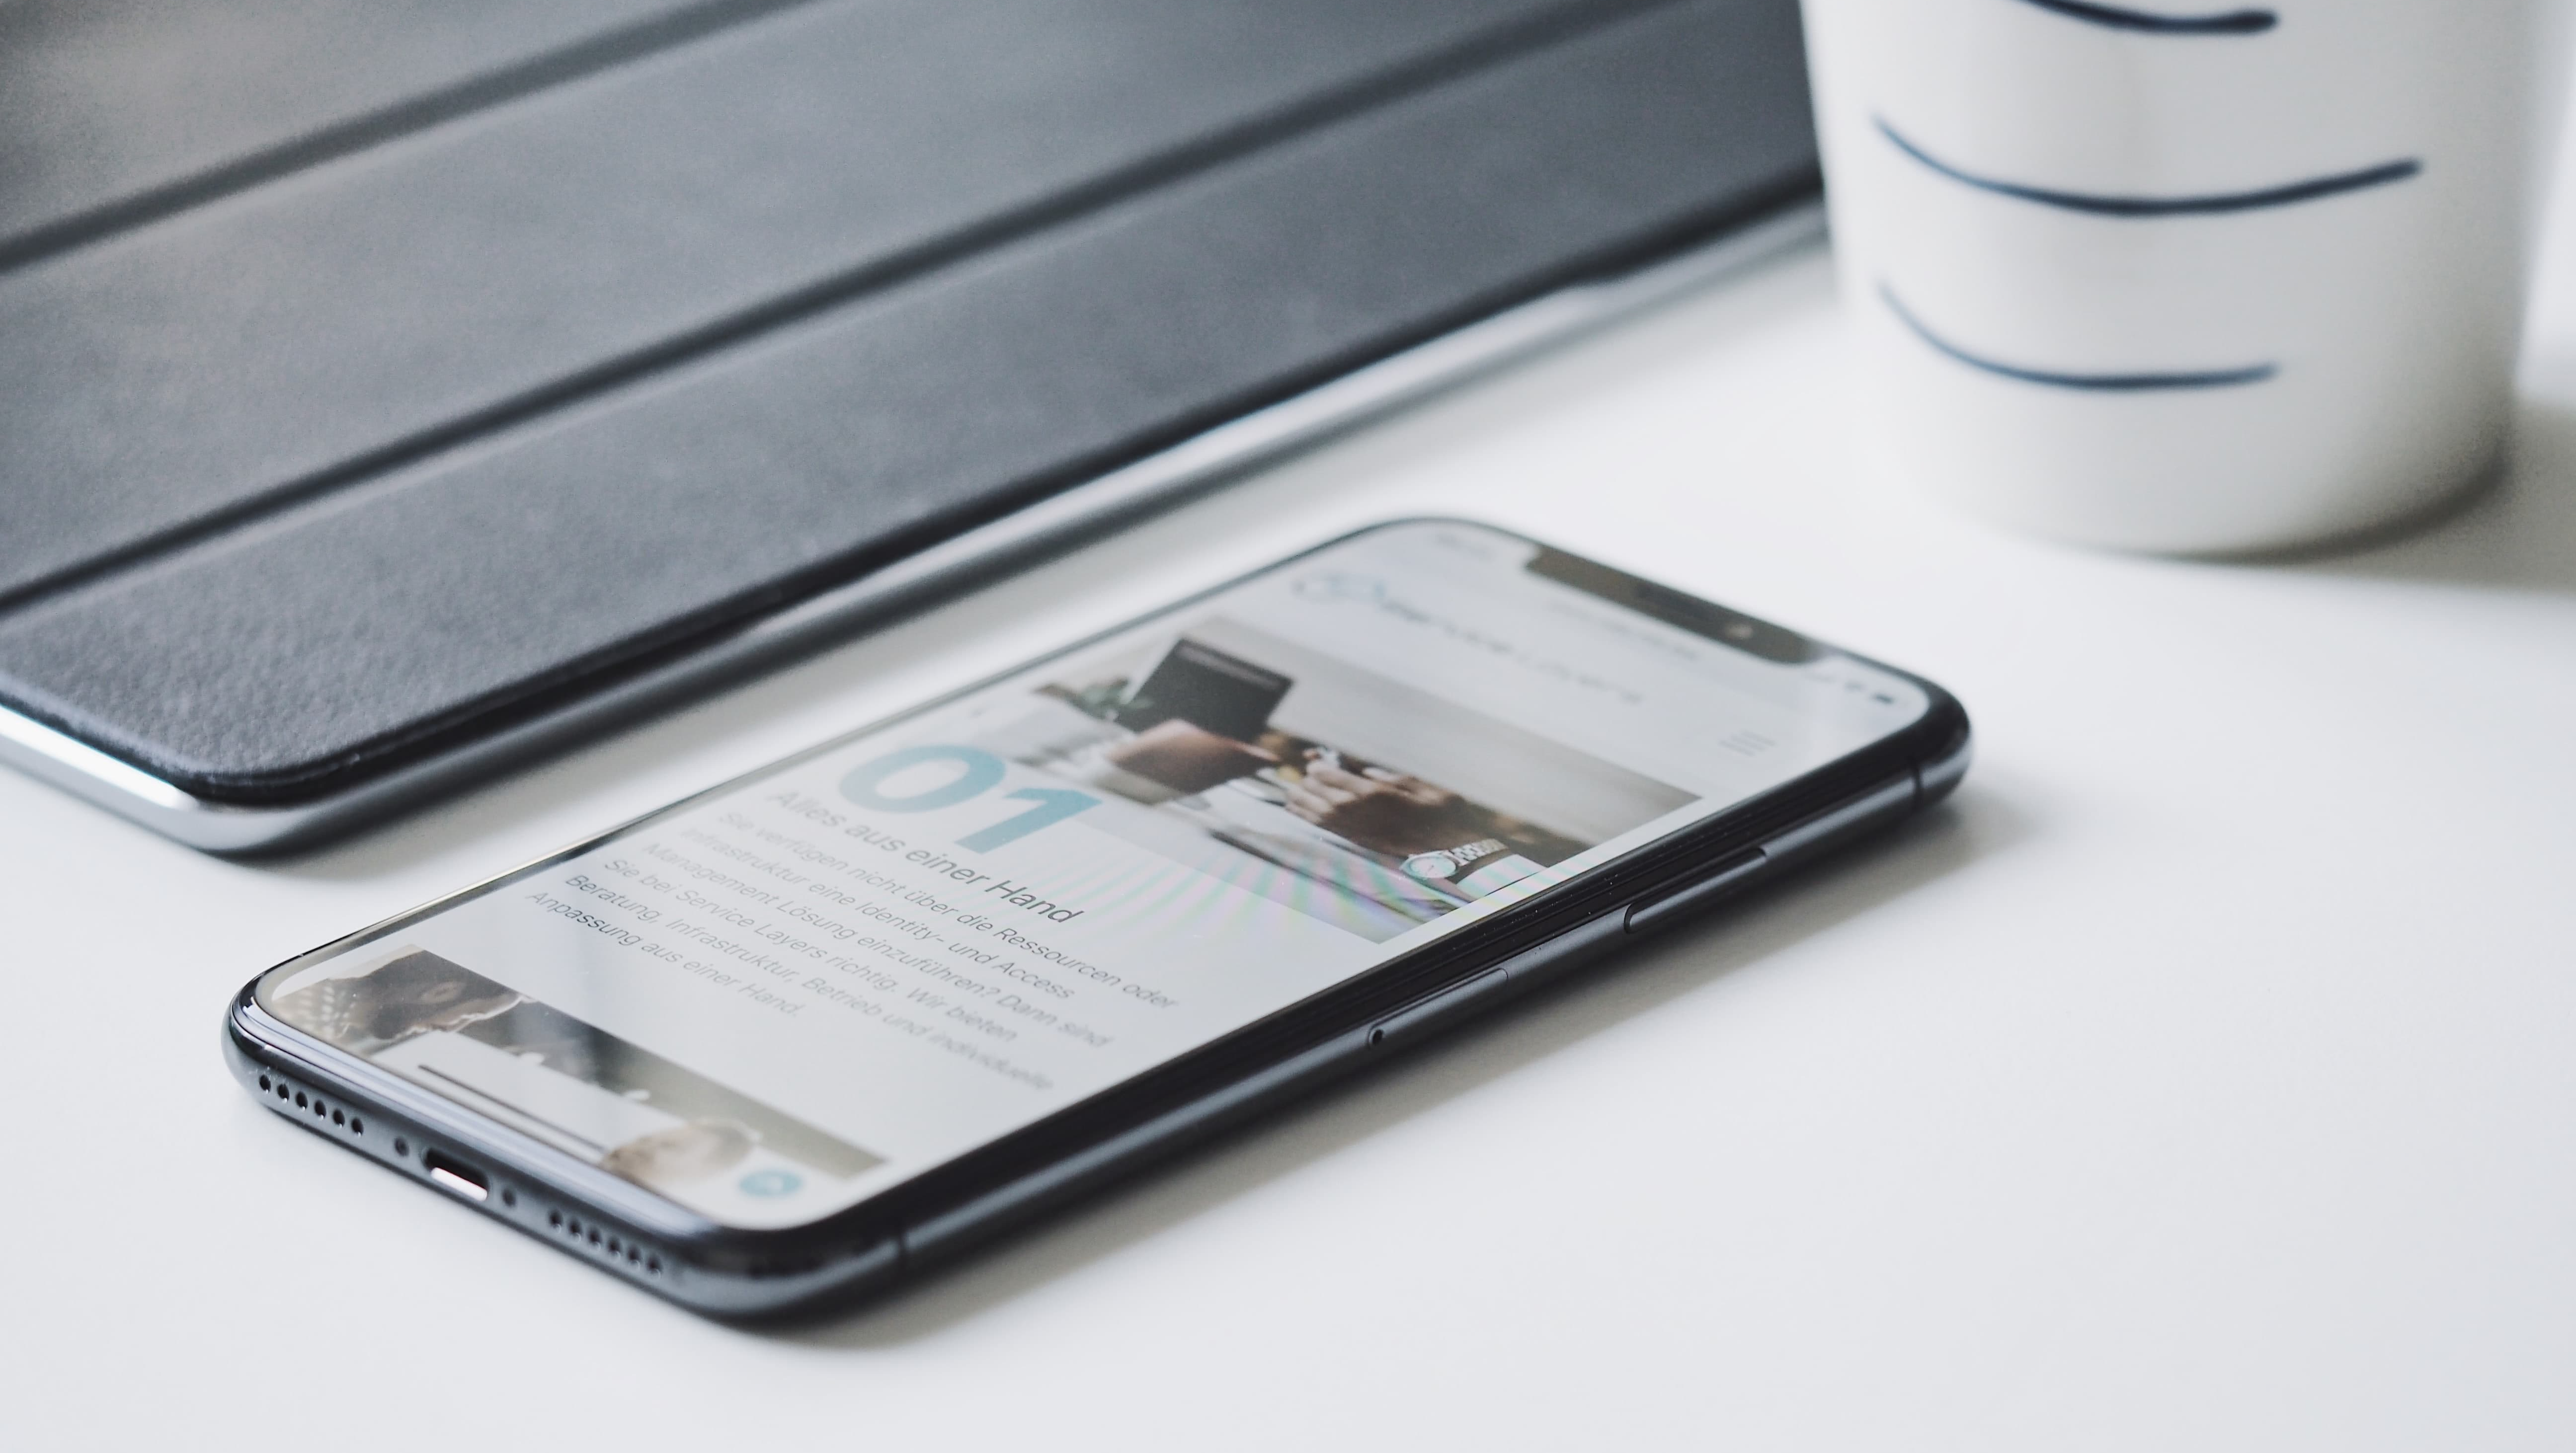 01
Alles aus einer Hand
Sie verfügen nicht über die Ressourcen oder
Infrastruktur eine Identity- und Access
Management Lösung einzuführen? Dann sind
Sie bei Service Layers richtig. Wir bieten
Beratung, Infrastruktur, Betrieb und individuelle
Anpassung aus einer Hand.